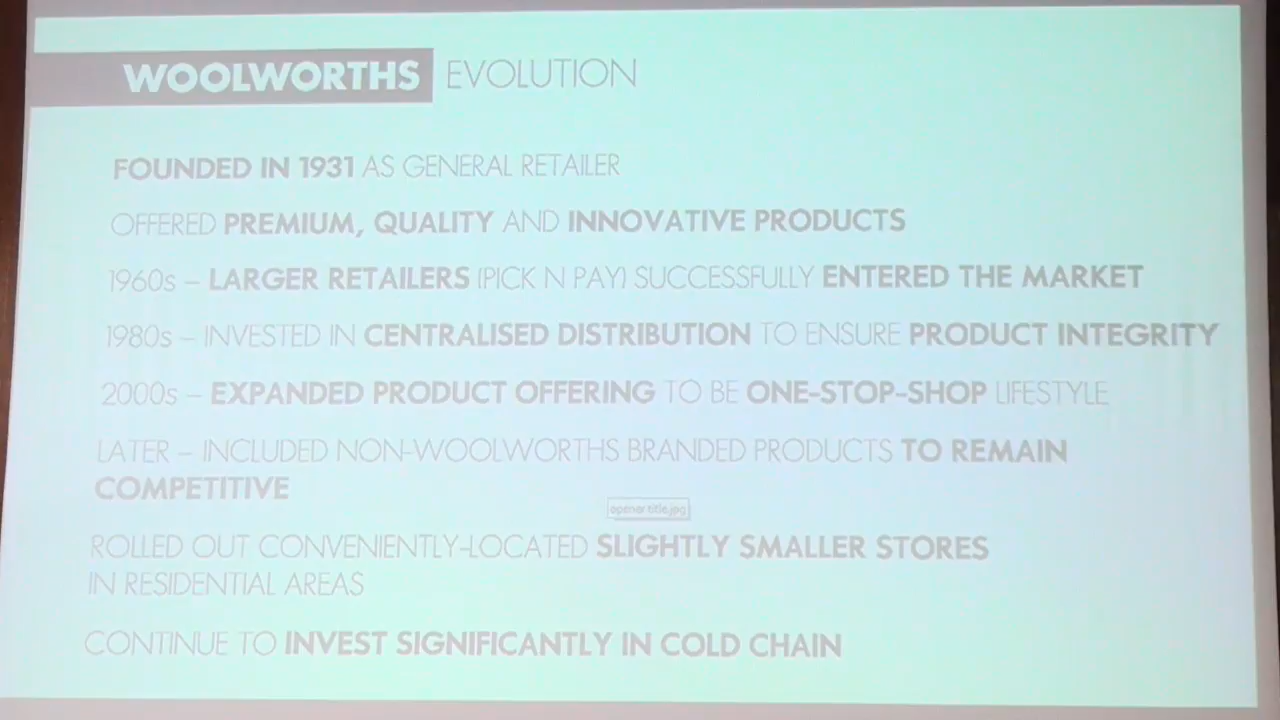 WOOLWORTHS EVOLUTION
FOUNDED IN 1931 AS GENERAL RETAILER
OFFERED PREMIUM, QUALITY AND INNOVATIVE PRODUCTS
1960s – LARGER RETAILERS (PICK N PAY) SUCCESSFULLY ENTERED THE MARKET
1980s – INVESTED IN CENTRALISED DISTRIBUTION TO ENSURE PRODUCT INTEGRITY
2000s – EXPANDED PRODUCT OFFERING TO BE ONE-STOP-SHOP LIFESTYLE
LATER – INCLUDED NON-WOOLWORTHS BRANDED PRODUCTS TO REMAIN
COMPETITIVE
opener title.jpg
ROLLED OUT CONVENIENTLY-LOCATED SLIGHTLY SMALLER STORES
IN RESIDENTIAL AREAS
CONTINUE TO INVEST SIGNIFICANTLY IN COLD CHAIN